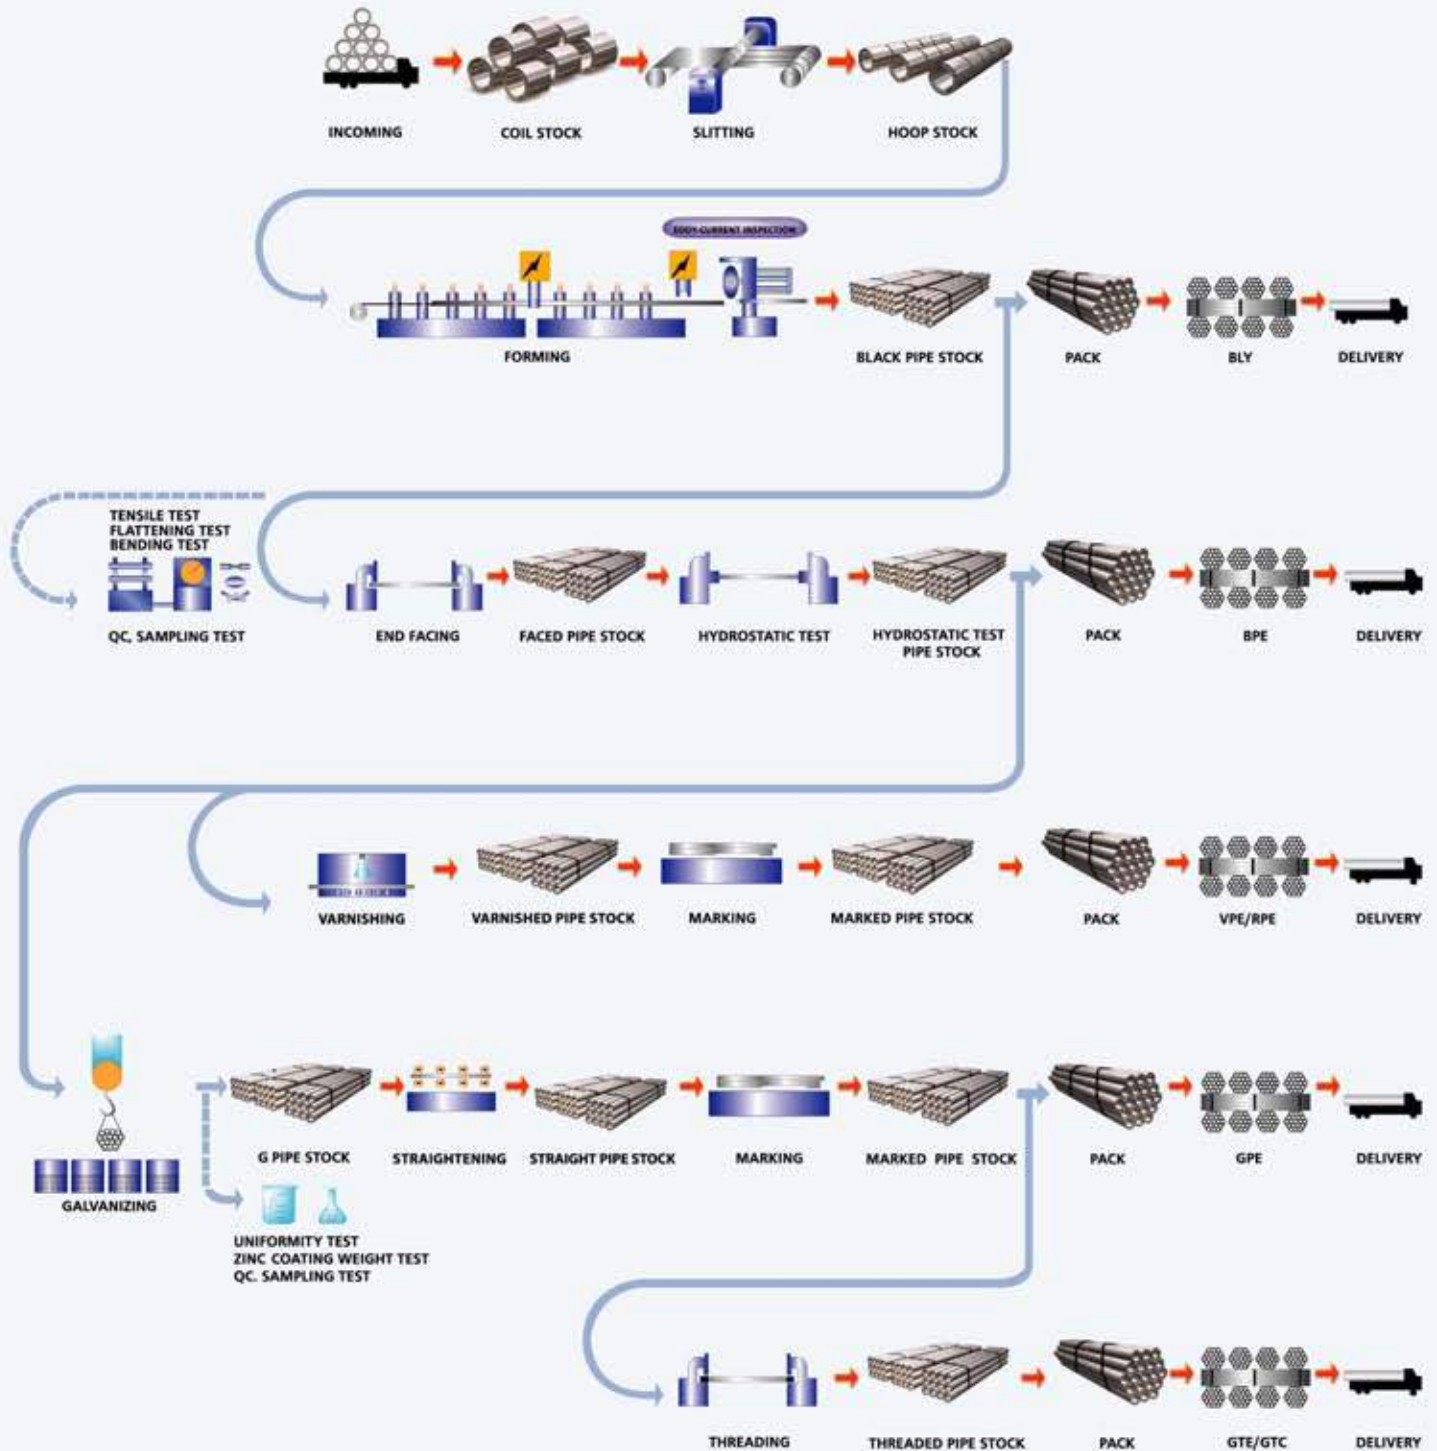 INCOMING
COIL STOCK
SLITTING
HOOP STOCK
EDDY-CURRENT INSPECTION
FORMING
BLACK PIPE STOCK
PACK
BLY
DELIVERY
TENSILE TEST
FLATTENING TEST
BENDING TEST
QC, SAMPLING TEST
END FACING
FACED PIPE STOCK
HYDROSTATIC TEST
HYDROSTATIC TEST
PIPE STOCK
PACK
BPE
DELIVERY
VARNISHING
VARNISHED PIPE STOCK
MARKING
MARKED PIPE STOCK
PACK
VPE/RPE
DELIVERY
GALVANIZING
G PIPE STOCK
STRAIGHTENING
STRAIGHT PIPE STOCK
MARKING
MARKED PIPE STOCK
PACK
GPE
DELIVERY
UNIFORMITY TEST
ZINC COATING WEIGHT TEST
QC. SAMPLING TEST
THREADING
THREADED PIPE STOCK
PACK
GTE/GTC
DELIVERY